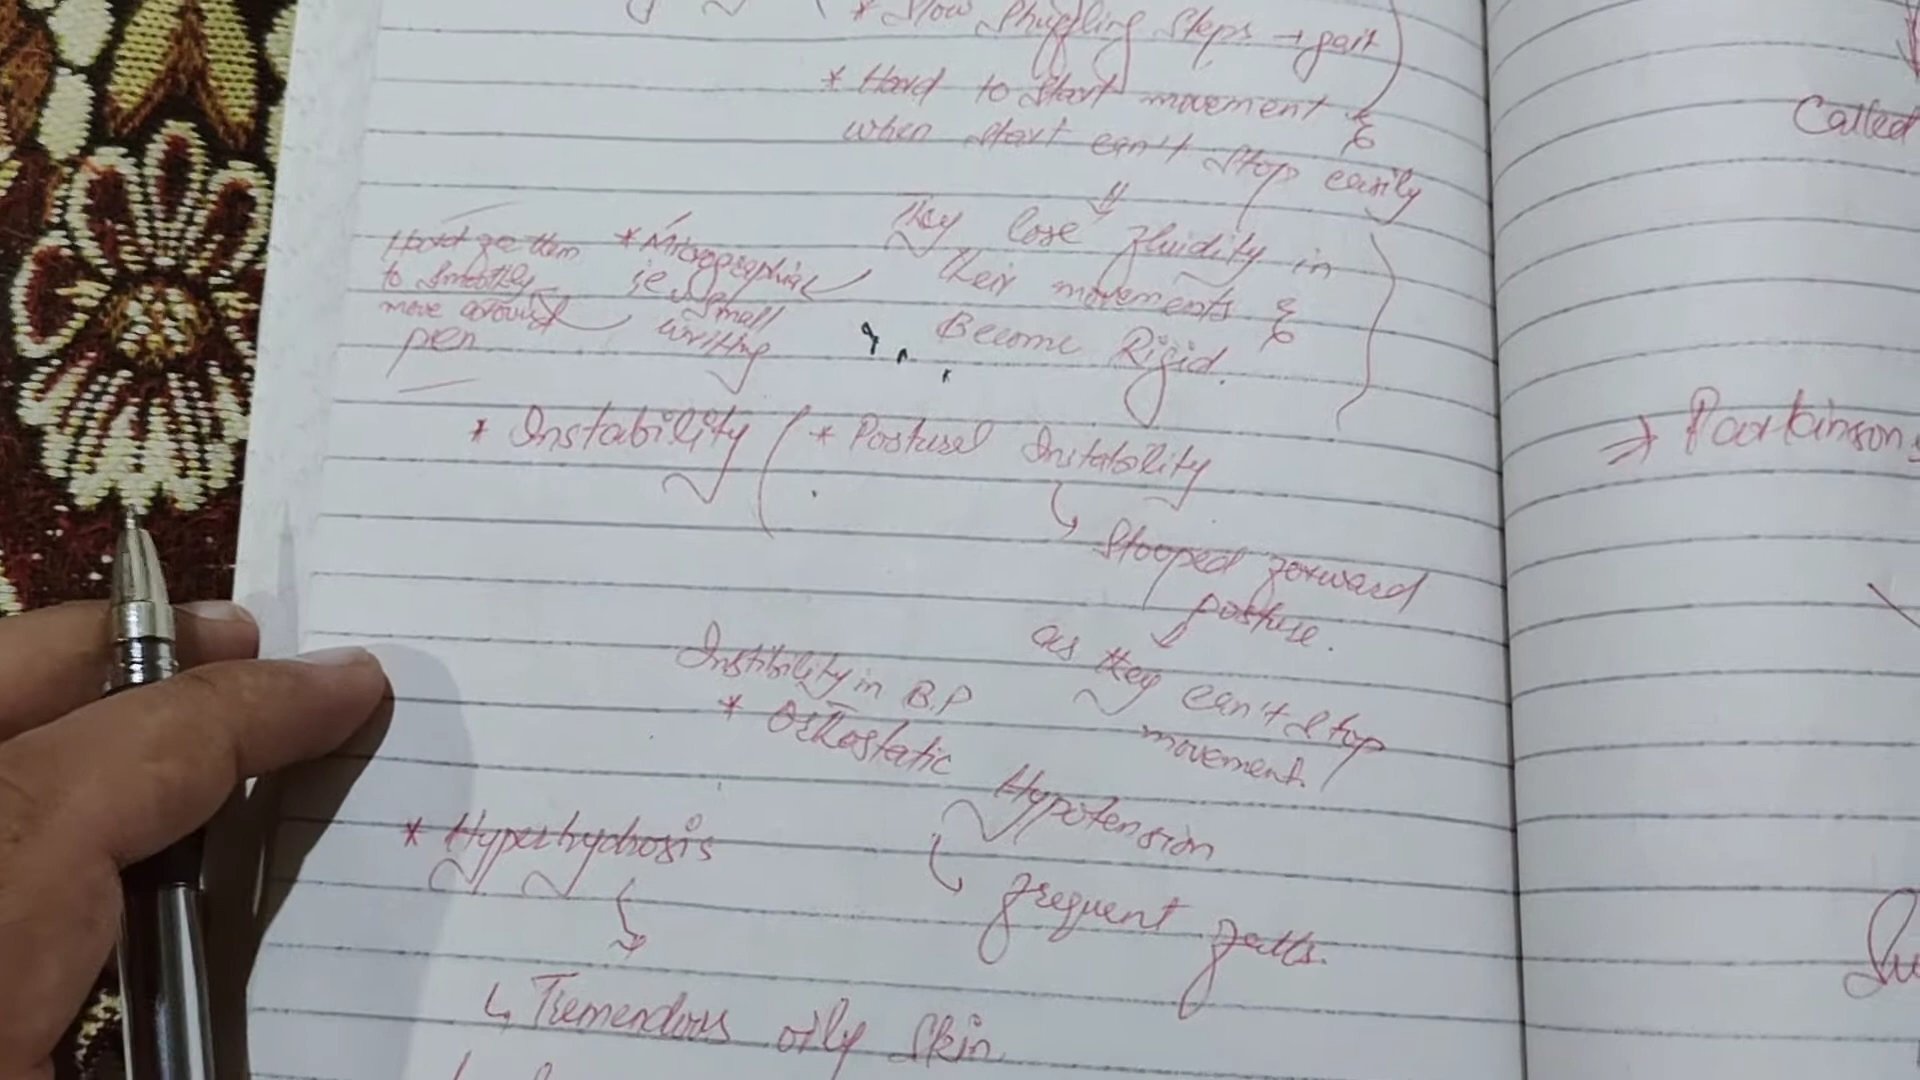 * Slow Shuffling Steps → gait
* Hard to start movement &
when start can't stop easily
They lose fluidity in
their movements &
Become Rigid.
* Micrographia
ie Small
writting
Hard for them
to smoothly
move around
pen
* Instability
* Postural Instability
Stooped forward
posture.
as they can't stop
movement.
Instibility in B.P
* Orthostatic Hypotension
frequent falls.
* Hyperhydrosis
Tremendous oily skin
Called
⇒ Parkinson's